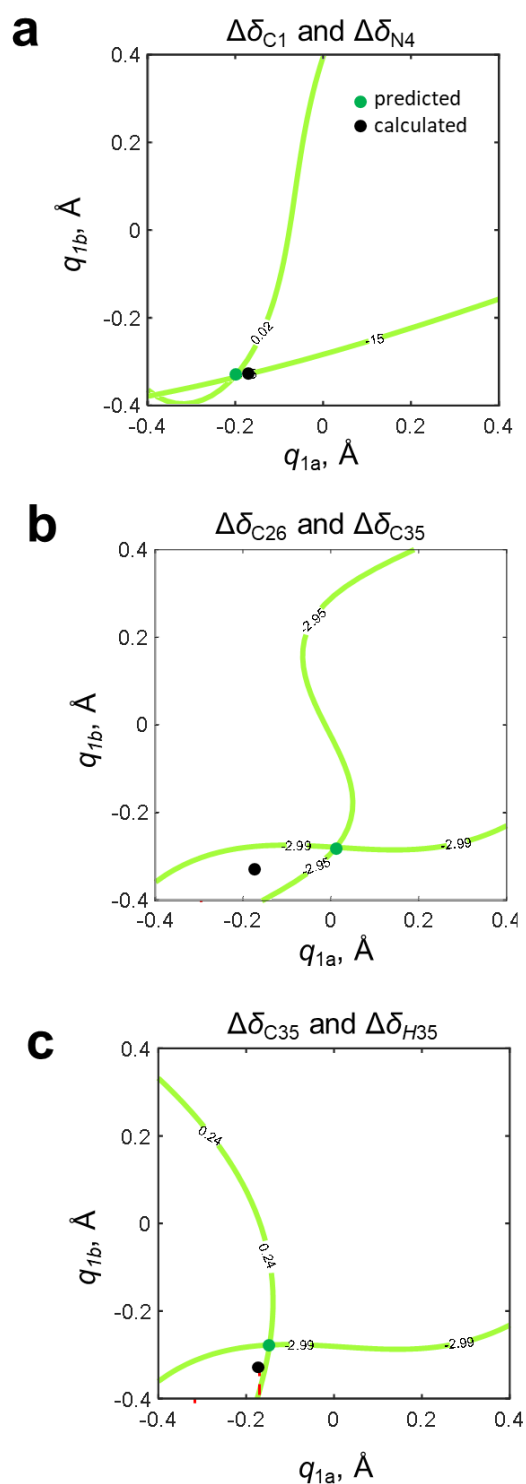 a
Δδ_C1 and Δδ_N4
0.4
0.2
0
-0.2
-0.4
q_1b, Å
predicted
calculated
0.02
-15
-0.4 -0.2 0 0.2 0.4
q_1a, Å
b
Δδ_C26 and Δδ_C35
0.4
0.2
0
-0.2
-0.4
q_1b, Å
-2.95
-2.99
-2.99
-2.95
-0.4 -0.2 0 0.2 0.4
q_1a, Å
c
Δδ_C35 and Δδ_H35
0.4
0.2
0
-0.2
-0.4
q_1b, Å
0.24
0.24
-2.99
-2.99
-0.4 -0.2 0 0.2 0.4
q_1a, Å